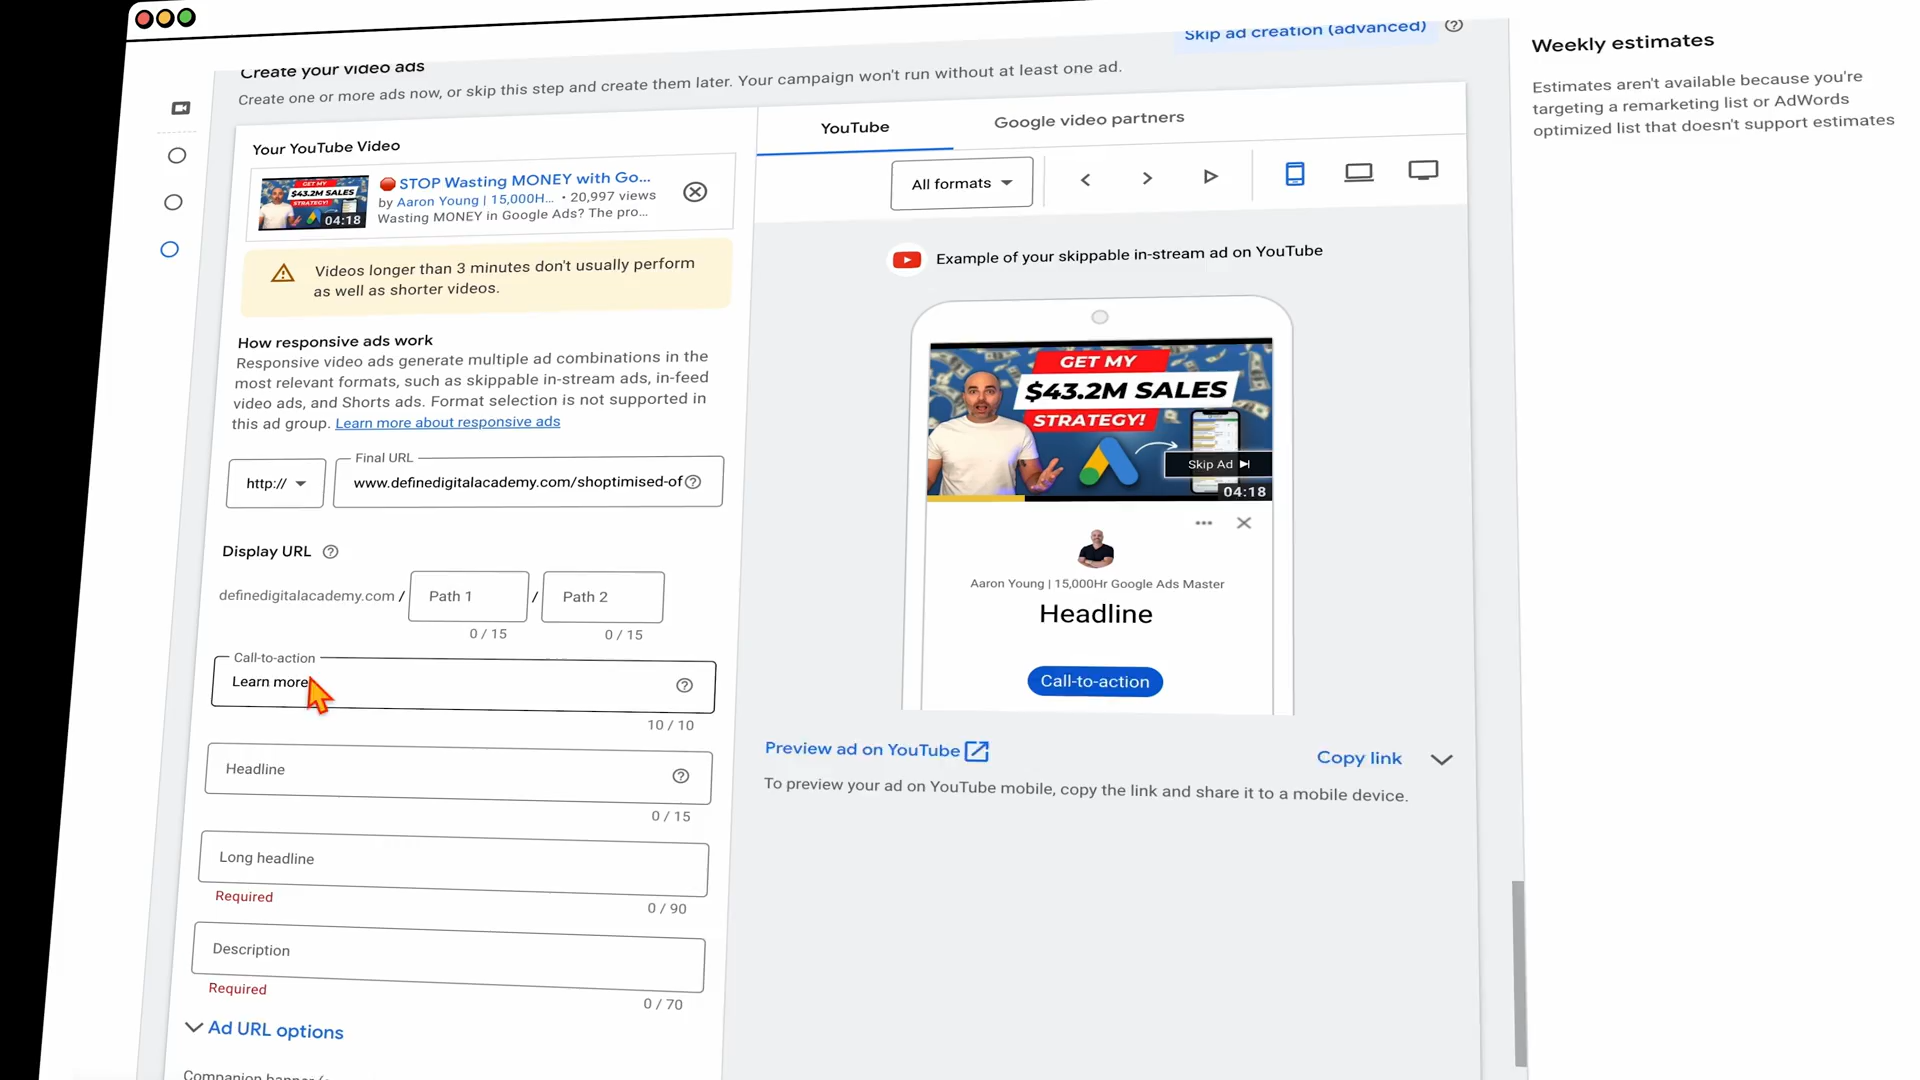 Skip ad creation (advanced)
Create your video ads
Create one or more ads now, or skip this step and create them later. Your campaign won't run without at least one ad.
Your YouTube Video
GET MY
$43.2M SALES
STRATEGY!
04:18
STOP Wasting MONEY with Go...
by Aaron Young | 15,000H... • 20,997 views
Wasting MONEY in Google Ads? The pro...
Videos longer than 3 minutes don't usually perform
as well as shorter videos.
How responsive ads work
Responsive video ads generate multiple ad combinations in the
most relevant formats, such as skippable in-stream ads, in-feed
video ads, and Shorts ads. Format selection is not supported in
this ad group. Learn more about responsive ads
http://
Final URL
www.definedigitalacademy.com/shoptimised-of
Display URL
definedigitalacademy.com / Path 1 / Path 2
0 / 15
0 / 15
Call-to-action
Learn more
10 / 10
Headline
0 / 15
Long headline
Required
0 / 90
Description
Required
0 / 70
Ad URL options
YouTube
Google video partners
All formats
Example of your skippable in-stream ad on YouTube
GET MY
$43.2M SALES
STRATEGY!
Skip Ad
04:18
Aaron Young | 15,000Hr Google Ads Master
Headline
Call-to-action
Preview ad on YouTube
Copy link
To preview your ad on YouTube mobile, copy the link and share it to a mobile device.
Weekly estimates
Estimates aren't available because you're
targeting a remarketing list or AdWords
optimized list that doesn't support estimates